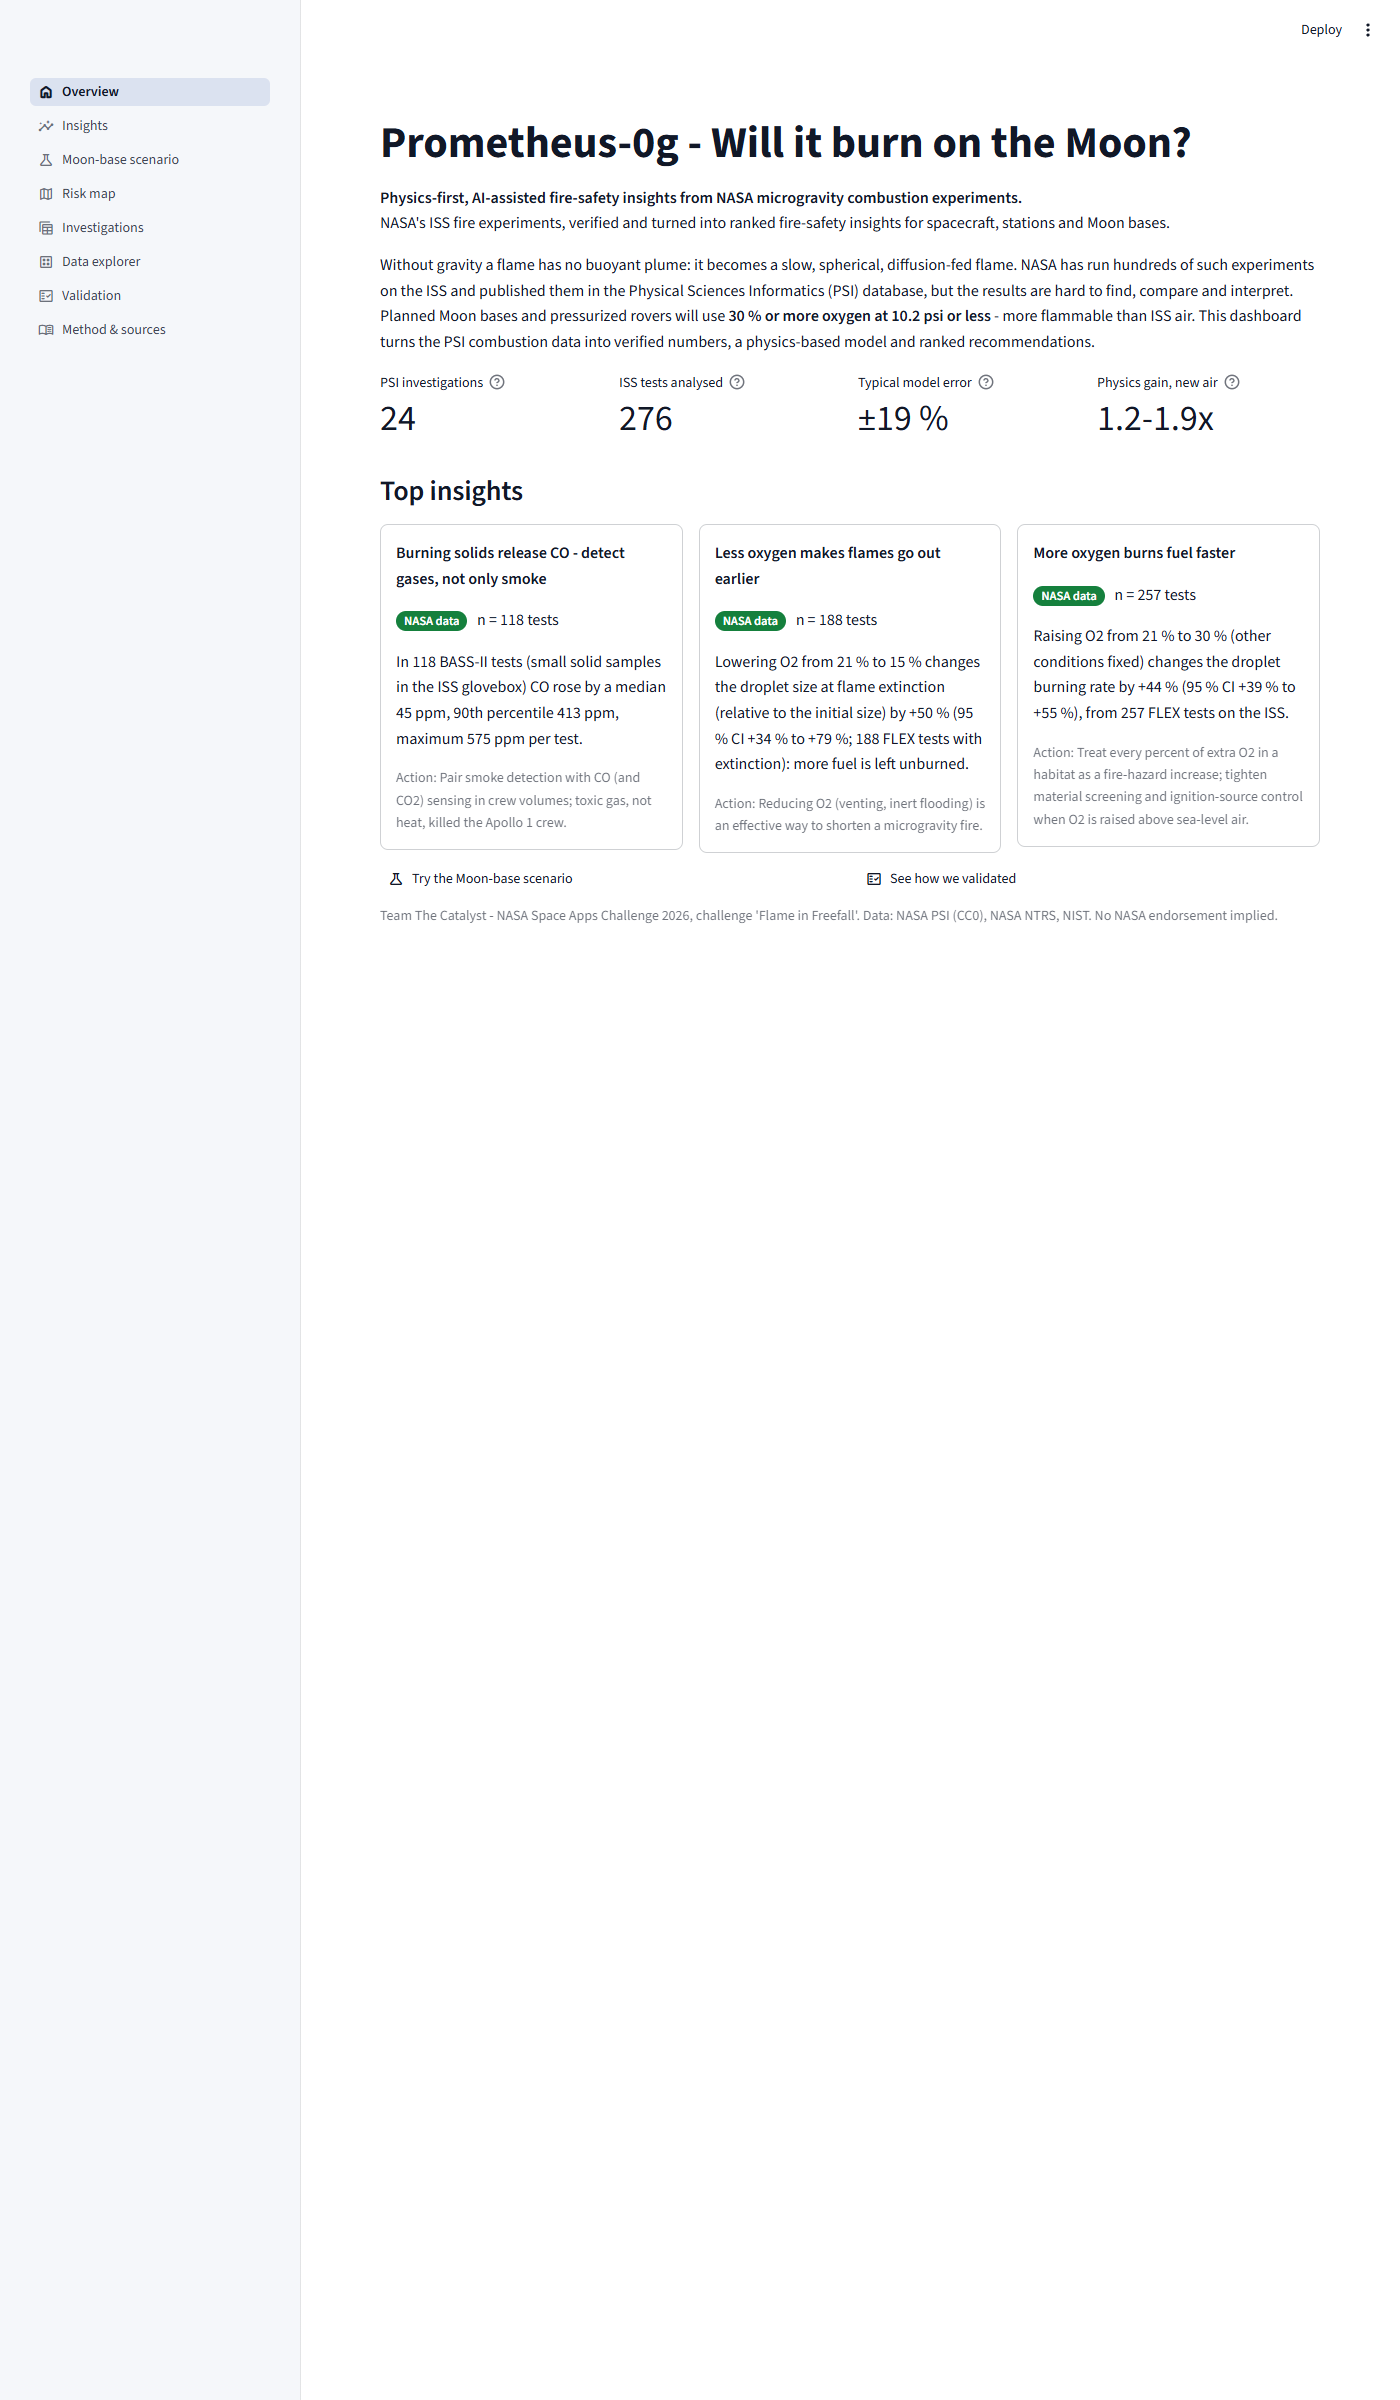 Deploy
Overview
Insights
Moon-base scenario
Risk map
Investigations
Data explorer
Validation
Method & sources
Prometheus-0g - Will it burn on the Moon?
Physics-first, AI-assisted fire-safety insights from NASA microgravity combustion experiments.
NASA's ISS fire experiments, verified and turned into ranked fire-safety insights for spacecraft, stations and Moon bases.
Without gravity a flame has no buoyant plume: it becomes a slow, spherical, diffusion-fed flame. NASA has run hundreds of such experiments
on the ISS and published them in the Physical Sciences Informatics (PSI) database, but the results are hard to find, compare and interpret.
Planned Moon bases and pressurized rovers will use 30 % or more oxygen at 10.2 psi or less - more flammable than ISS air. This dashboard
turns the PSI combustion data into verified numbers, a physics-based model and ranked recommendations.
PSI investigations
24
ISS tests analysed
276
Typical model error
±19 %
Physics gain, new air
1.2-1.9x
Top insights
Burning solids release CO - detect
gases, not only smoke
NASA data n = 118 tests
In 118 BASS-II tests (small solid samples
in the ISS glovebox) CO rose by a median
45 ppm, 90th percentile 413 ppm,
maximum 575 ppm per test.
Action: Pair smoke detection with CO (and
CO2) sensing in crew volumes; toxic gas, not
heat, killed the Apollo 1 crew.
Less oxygen makes flames go out
earlier
NASA data n = 188 tests
Lowering O2 from 21 % to 15 % changes
the droplet size at flame extinction
(relative to the initial size) by +50 % (95
% CI +34 % to +79 %; 188 FLEX tests with
extinction): more fuel is left unburned.
Action: Reducing O2 (venting, inert flooding) is
an effective way to shorten a microgravity fire.
More oxygen burns fuel faster
NASA data n = 257 tests
Raising O2 from 21 % to 30 % (other
conditions fixed) changes the droplet
burning rate by +44 % (95 % CI +39 % to
+55 %), from 257 FLEX tests on the ISS.
Action: Treat every percent of extra O2 in a
habitat as a fire-hazard increase; tighten
material screening and ignition-source control
when O2 is raised above sea-level air.
Try the Moon-base scenario
See how we validated
Team The Catalyst - NASA Space Apps Challenge 2026, challenge 'Flame in Freefall'. Data: NASA PSI (CC0), NASA NTRS, NIST. No NASA endorsement implied.